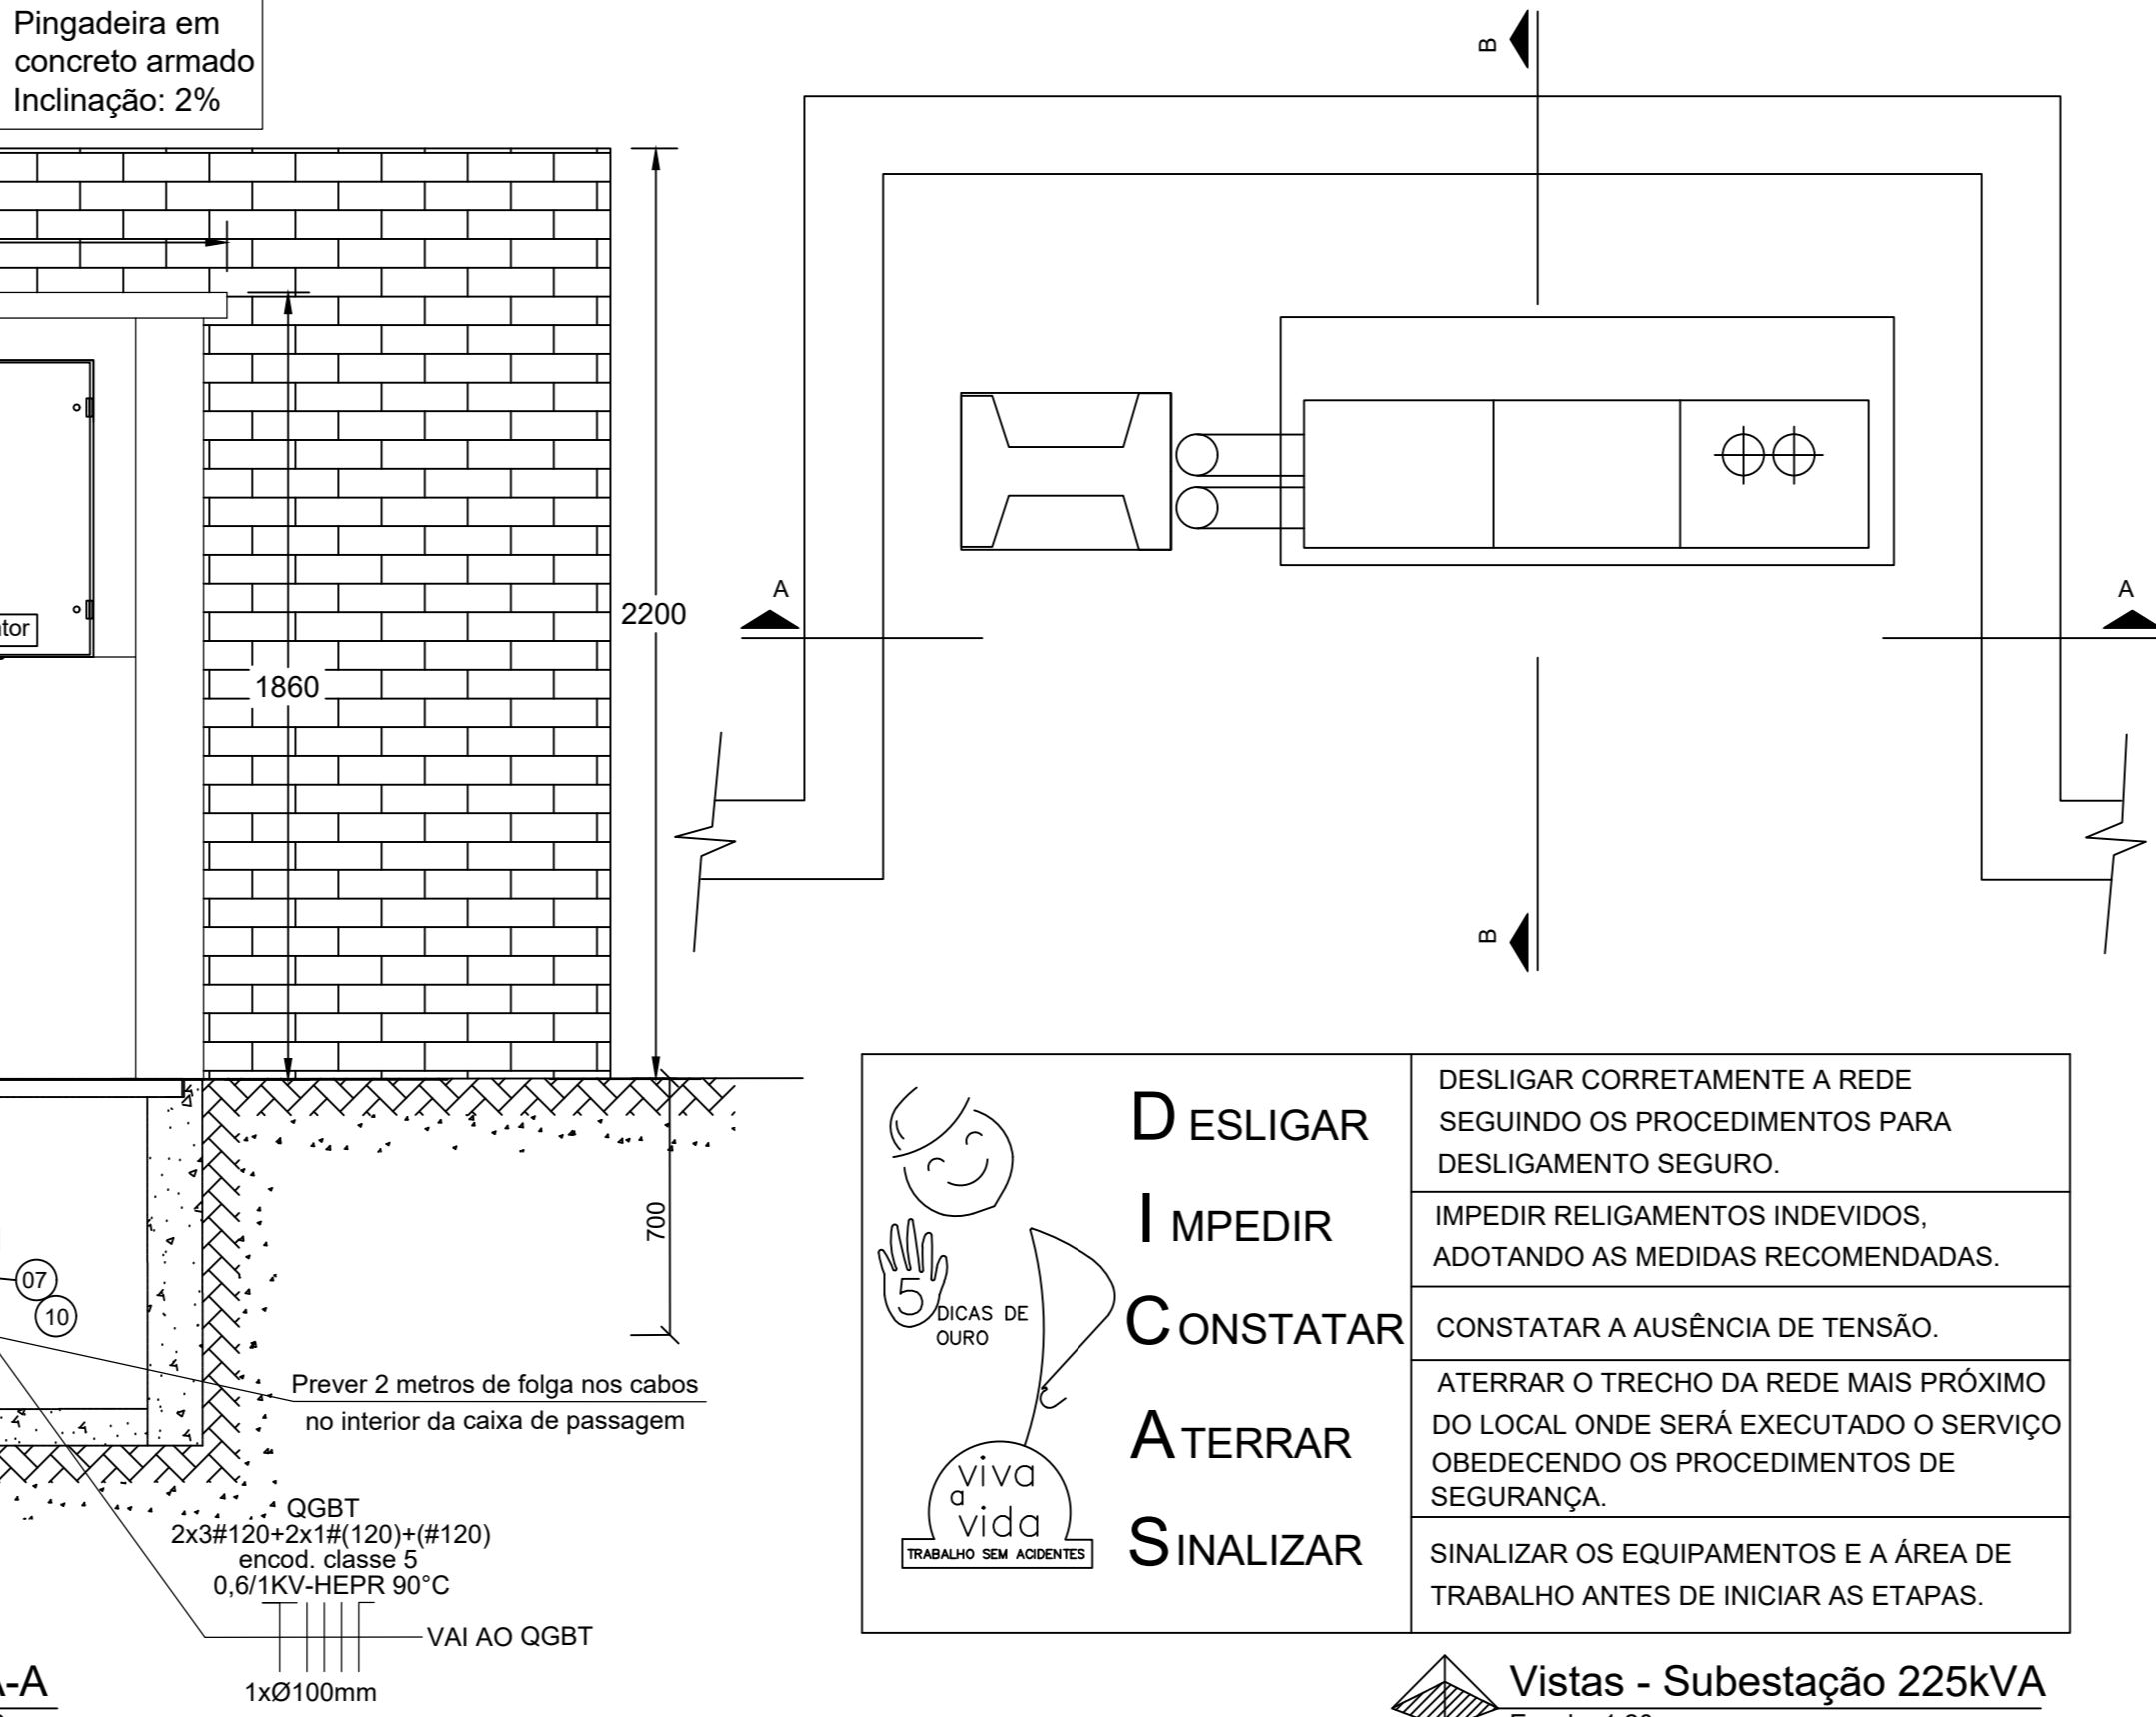 Pingadeira em
concreto armado
Inclinação: 2%
B
2200
1860
A
A
B
700
07
10
Prever 2 metros de folga nos cabos
no interior da caixa de passagem
QGBT
2x3#120+2x1#(120)+(#120)
encod. classe 5
0,6/1KV-HEPR 90°C
VAI AO QGBT
1xØ100mm
A-A
5
DICAS DE
OURO
viva
a
vida
TRABALHO SEM ACIDENTES
D ESLIGAR
DESLIGAR CORRETAMENTE A REDE
SEGUINDO OS PROCEDIMENTOS PARA
DESLIGAMENTO SEGURO.
I MPEDIR
IMPEDIR RELIGAMENTOS INDEVIDOS,
ADOTANDO AS MEDIDAS RECOMENDADAS.
C ONSTATAR
CONSTATAR A AUSÊNCIA DE TENSÃO.
A TERRAR
ATERRAR O TRECHO DA REDE MAIS PRÓXIMO
DO LOCAL ONDE SERÁ EXECUTADO O SERVIÇO
OBEDECENDO OS PROCEDIMENTOS DE
SEGURANÇA.
S INALIZAR
SINALIZAR OS EQUIPAMENTOS E A ÁREA DE
TRABALHO ANTES DE INICIAR AS ETAPAS.
Vistas - Subestação 225kVA